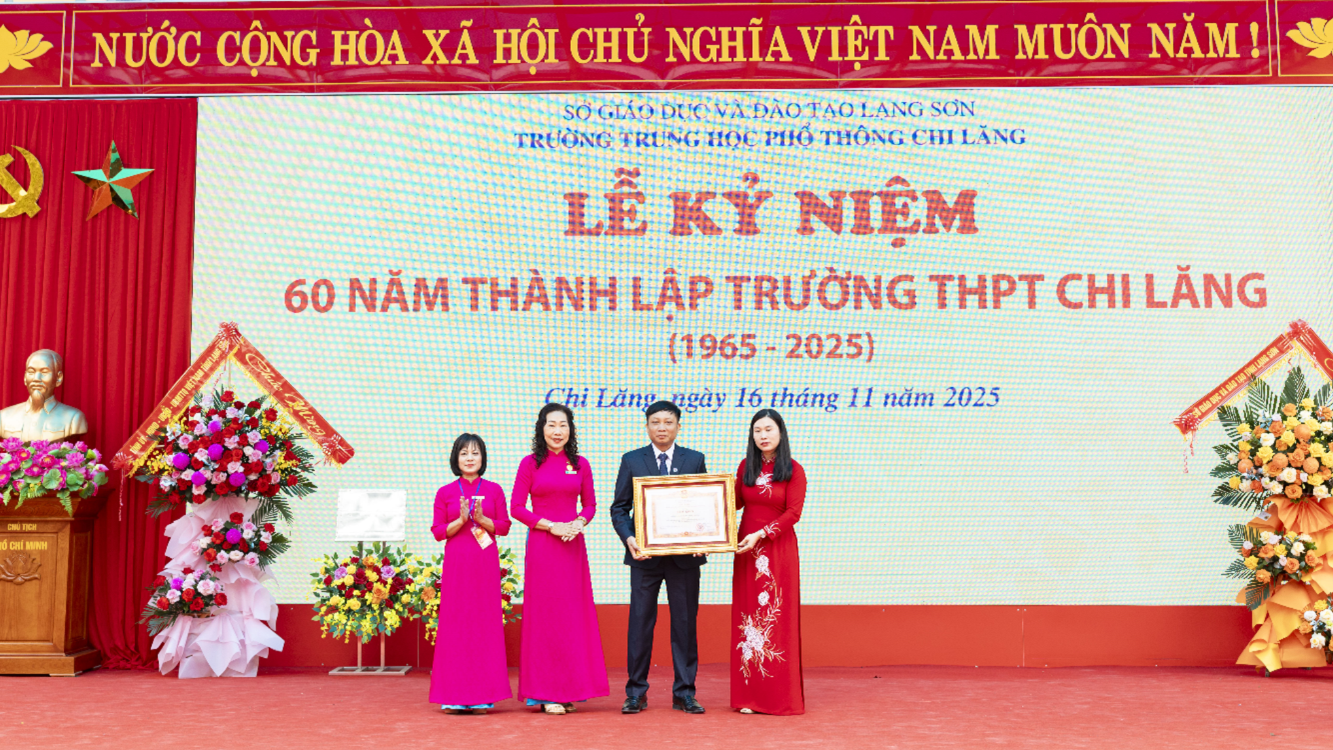 NƯỚC CỘNG HÒA XÃ HỘI CHỦ NGHĨA VIỆT NAM MUÔN NĂM !
SỞ GIÁO DỤC VÀ ĐÀO TẠO LẠNG SƠN
TRƯỜNG TRUNG HỌC PHỔ THÔNG CHI LĂNG
LỄ KỶ NIỆM
60 NĂM THÀNH LẬP TRƯỜNG THPT CHI LĂNG
(1965 - 2025)
Chi Lăng, ngày 16 tháng 11 năm 2025
Chúc Mừng
CHỦ TỊCH
HỒ CHÍ MINH